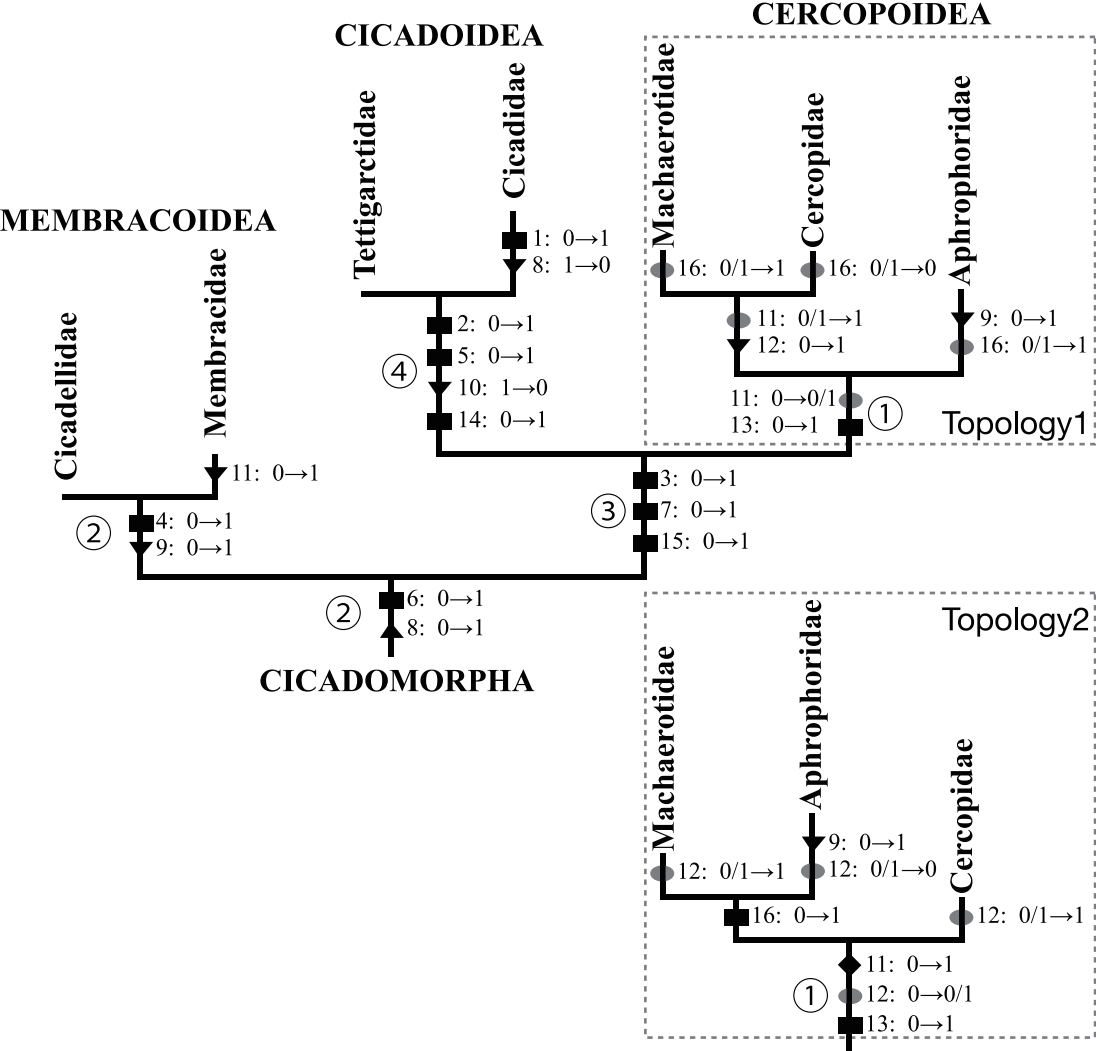 CERCOPOIDEA
CICADOIDEA
Machaerotidae
Cercopidae
Aphrophoridae
Tettigarctidae
Cicadidae
MEMBRACOIDEA
1: 0→1
8: 1→0
16: 0/1→1
16: 0/1→0
Cicadellidae
Membracidae
2: 0→1
5: 0→1
④
10: 1→0
14: 0→1
11: 0/1→1
12: 0→1
9: 0→1
16: 0/1→1
11: 0→0/1
①
13: 0→1
Topology1
11: 0→1
3: 0→1
③
7: 0→1
15: 0→1
②
4: 0→1
9: 0→1
②
6: 0→1
8: 0→1
CICADOMORPHA
Topology2
Machaerotidae
Aphrophoridae
Cercopidae
9: 0→1
12: 0/1→1
12: 0/1→0
16: 0→1
12: 0/1→1
11: 0→1
①
12: 0→0/1
13: 0→1